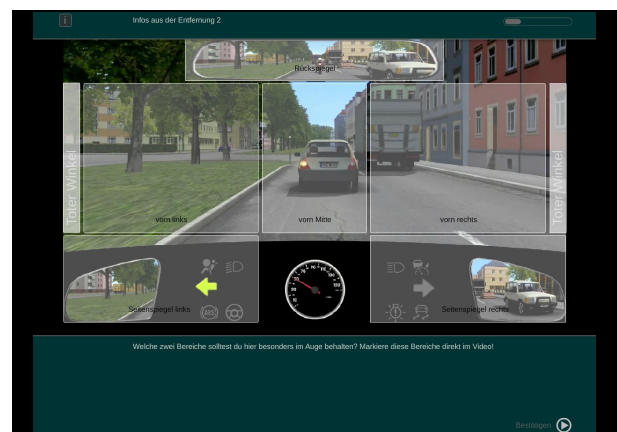 Infos aus der Entfernung 2
Rückspiegel
Toter Winkel
vorn links
vorn Mitte
vorn rechts
Toter Winkel
Seitenspiegel links
ABS
Seitenspiegel rechts
Welche zwei Bereiche solltest du hier besonders im Auge behalten? Markiere diese Bereiche direkt im Video!
Bestätigen